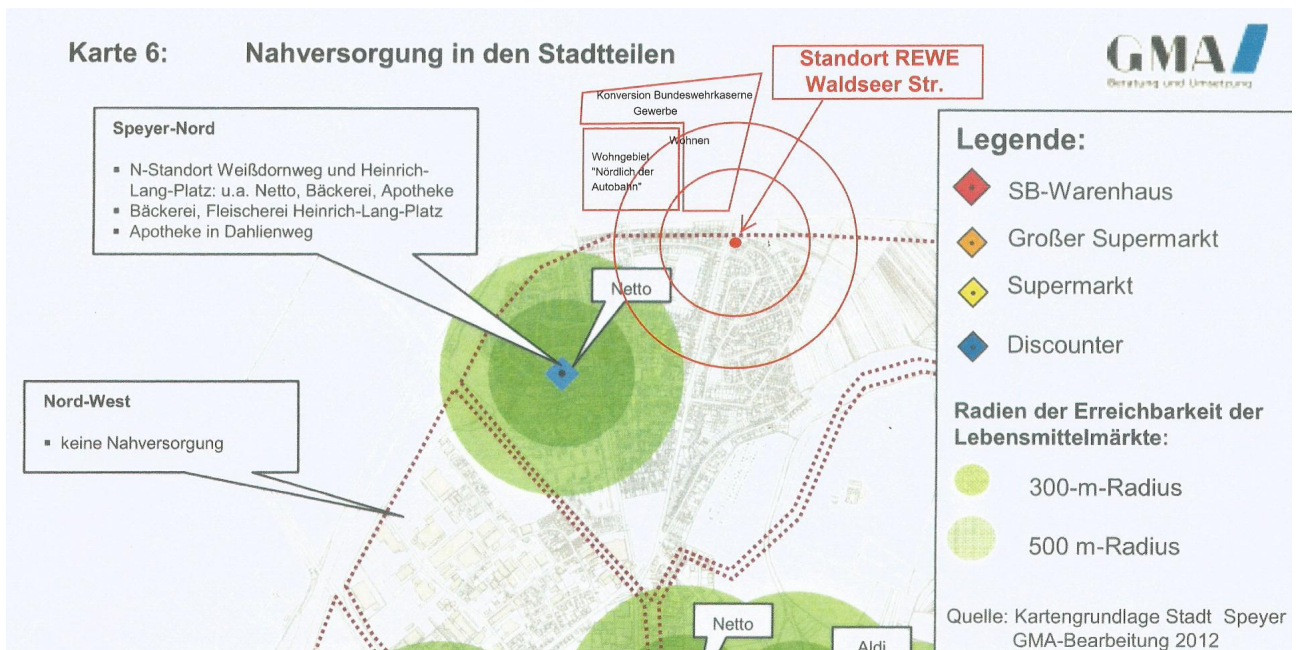 Karte 6: Nahversorgung in den Stadtteilen
Standort REWE
Waldseer Str.
GMA
Beratung und Umsetzung
Konversion Bundeswehrkaserne
Gewerbe
Wohnen
Wohngebiet
"Nördlich der
Autobahn"
Speyer-Nord
▪ N-Standort Weißdornweg und Heinrich-
Lang-Platz: u.a. Netto, Bäckerei, Apotheke
▪ Bäckerei, Fleischerei Heinrich-Lang-Platz
▪ Apotheke in Dahlienweg
Netto
Nord-West
▪ keine Nahversorgung
Netto
Aldi
Legende:
SB-Warenhaus
Großer Supermarkt
Supermarkt
Discounter
Radien der Erreichbarkeit der
Lebensmittelmärkte:
300-m-Radius
500 m-Radius
Quelle: Kartengrundlage Stadt Speyer
GMA-Bearbeitung 2012